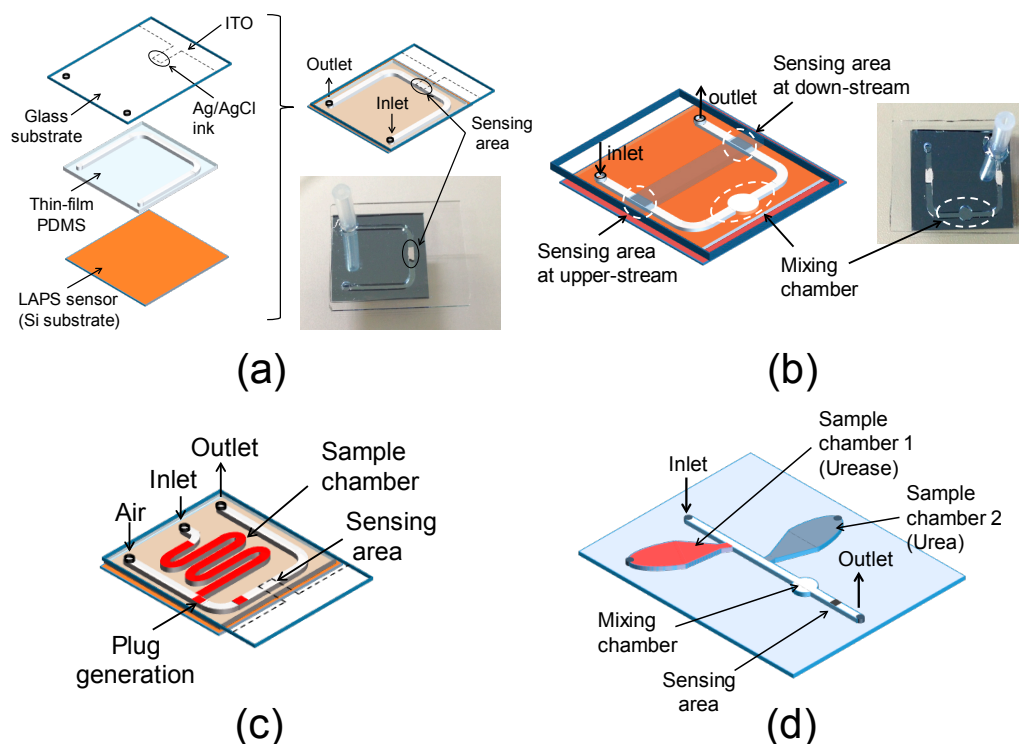 ITO
Ag/AgCl
ink
Glass
substrate
Thin-film
PDMS
LAPS sensor
(Si substrate)
Outlet
Inlet
Sensing
area
(a)
Sensing area
at down-stream
outlet
inlet
Sensing area
at upper-stream
Mixing
chamber
(b)
Outlet
Inlet
Air
Sample
chamber
Sensing
area
Plug
generation
(c)
Sample
chamber 1
(Urease)
Inlet
Sample
chamber 2
(Urea)
Outlet
Mixing
chamber
Sensing
area
(d)